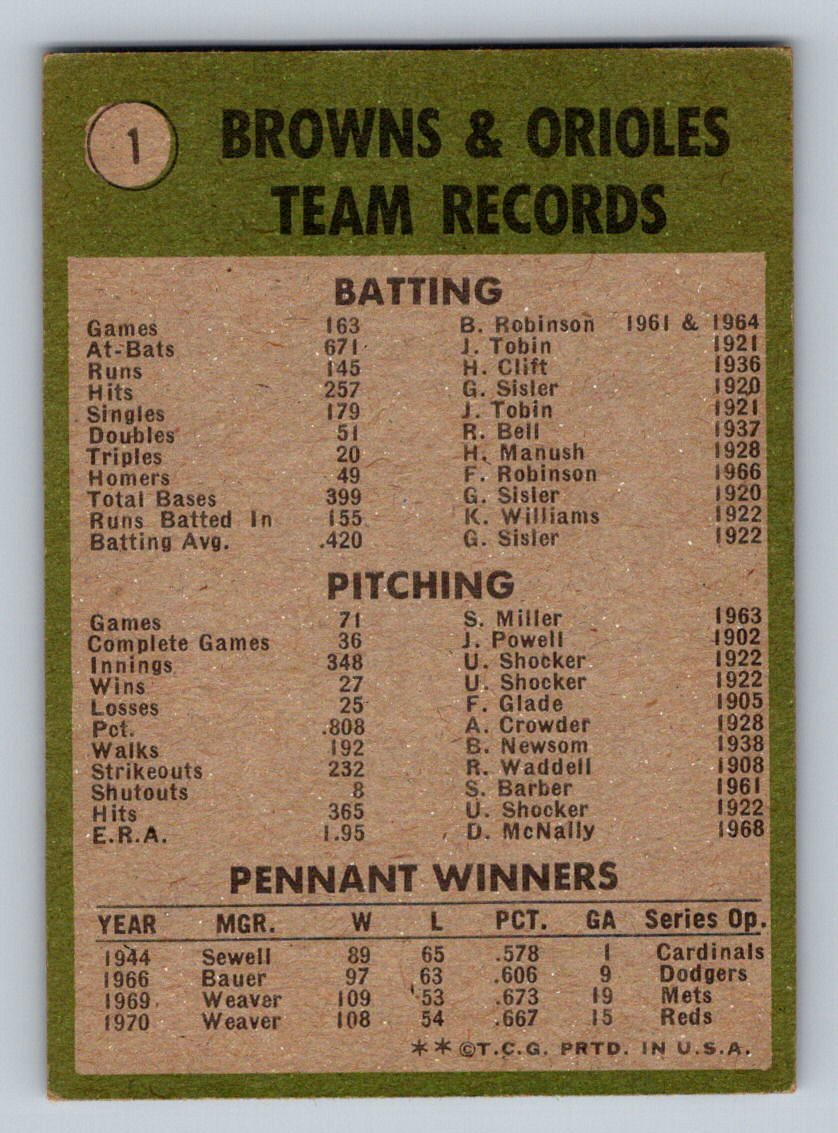 1
BROWNS & ORIOLES
TEAM RECORDS
BATTING
Games 163 B. Robinson 1961 & 1964
At-Bats 671 J. Tobin 1921
Runs 145 H. Clift 1936
Hits 257 G. Sisler 1920
Singles 179 J. Tobin 1921
Doubles 51 R. Bell 1937
Triples 20 H. Manush 1928
Homers 49 F. Robinson 1966
Total Bases 399 G. Sisler 1920
Runs Batted In 155 K. Williams 1922
Batting Avg. .420 G. Sisler 1922
PITCHING
Games 71 S. Miller 1963
Complete Games 36 J. Powell 1902
Innings 348 U. Shocker 1922
Wins 27 U. Shocker 1922
Losses 25 F. Glade 1905
Pct. .808 A. Crowder 1928
Walks 192 B. Newsom 1938
Strikeouts 232 R. Waddell 1908
Shutouts 8 S. Barber 1961
Hits 365 U. Shocker 1922
E.R.A. 1.95 D. McNally 1968
PENNANT WINNERS
YEAR MGR. W L PCT. GA Series Op.
1944 Sewell 89 65 .578 1 Cardinals
1966 Bauer 97 63 .606 9 Dodgers
1969 Weaver 109 53 .673 19 Mets
1970 Weaver 108 54 .667 15 Reds
**©T.C.G. PRTD. IN U.S.A.